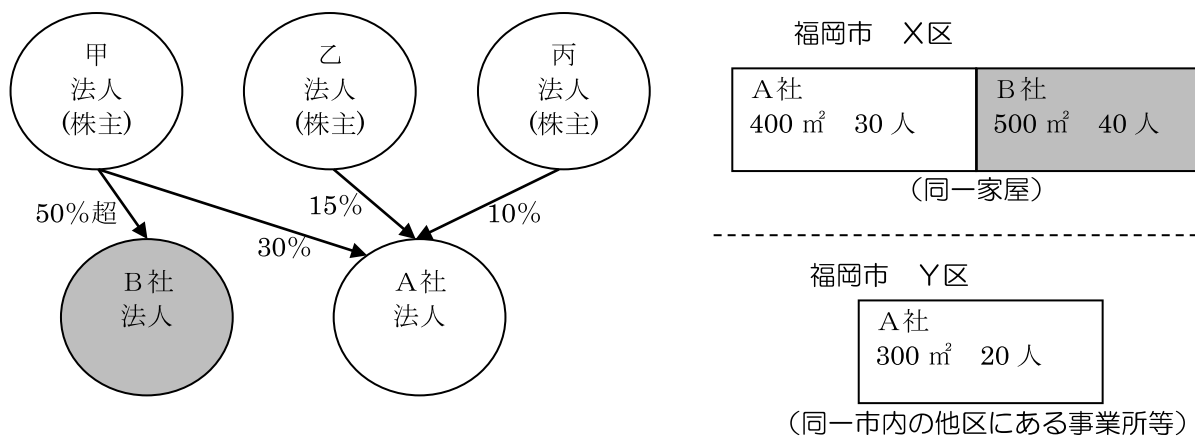 甲
法人
(株主)
乙
法人
(株主)
丙
法人
(株主)
50%超
30%
15%
10%
B社
法人
A社
法人
福岡市　X区
A社
400 ㎡　30 人
B社
500 ㎡　40 人
（同一家屋）
福岡市　Y区
A社
300 ㎡　20 人
（同一市内の他区にある事業所等）